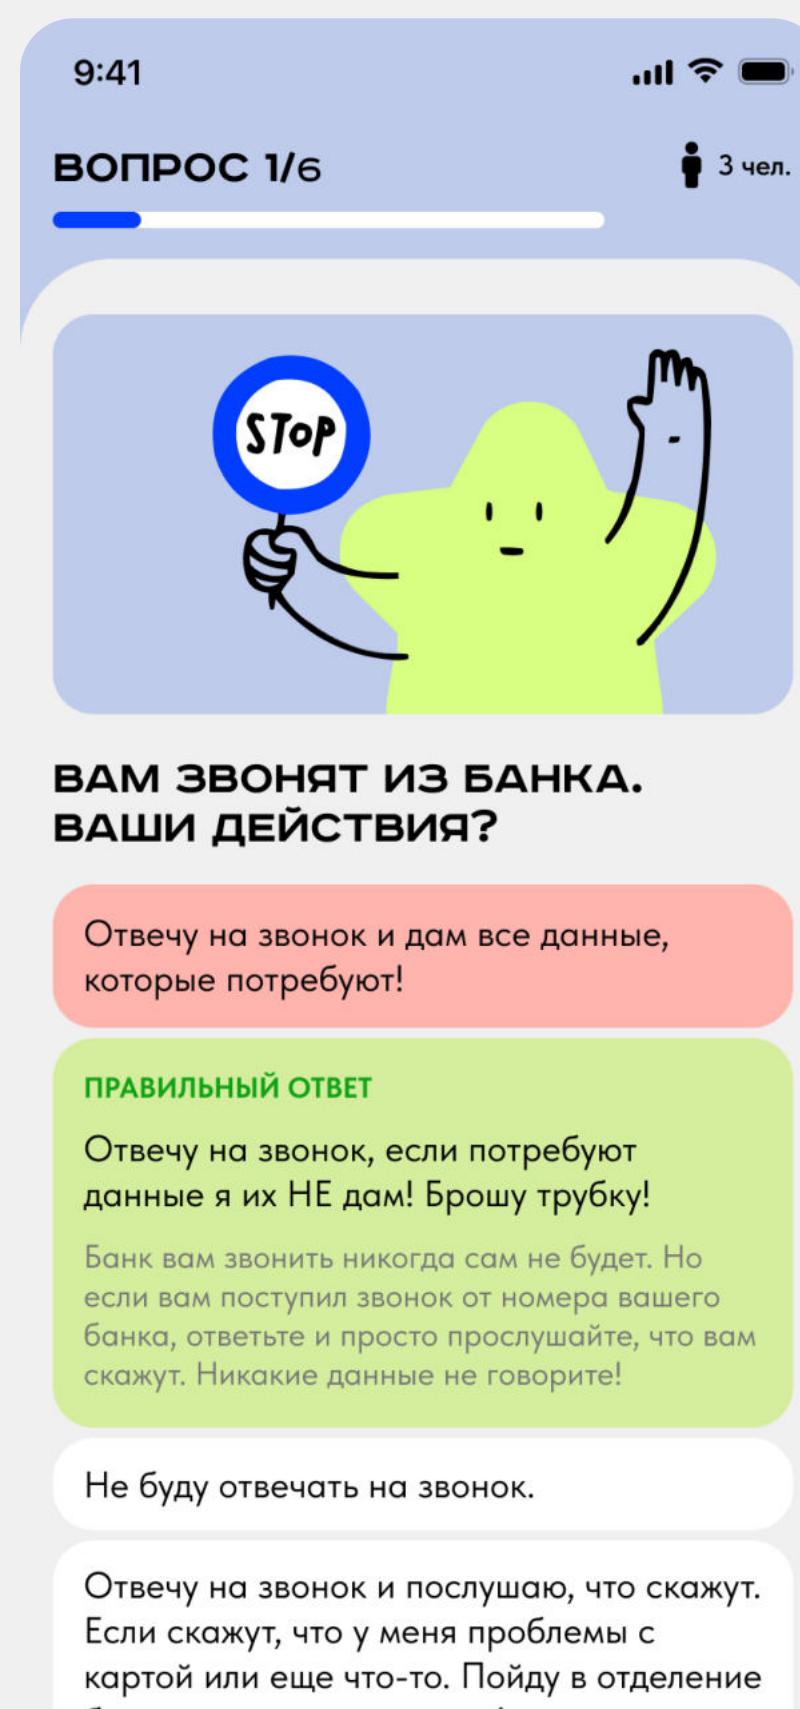 9:41
ВОПРОС 1/6
3 чел.
STOP
ВАМ ЗВОНЯТ ИЗ БАНКА.
ВАШИ ДЕЙСТВИЯ?
Отвечу на звонок и дам все данные,
которые потребуют!
ПРАВИЛЬНЫЙ ОТВЕТ
Отвечу на звонок, если потребуют
данные я их НЕ дам! Брошу трубку!
Банк вам звонить никогда сам не будет. Но
если вам поступил звонок от номера вашего
банка, ответьте и просто прослушайте, что вам
скажут. Никакие данные не говорите!
Не буду отвечать на звонок.
Отвечу на звонок и послушаю, что скажут.
Если скажут, что у меня проблемы с
картой или еще что-то. Пойду в отделение